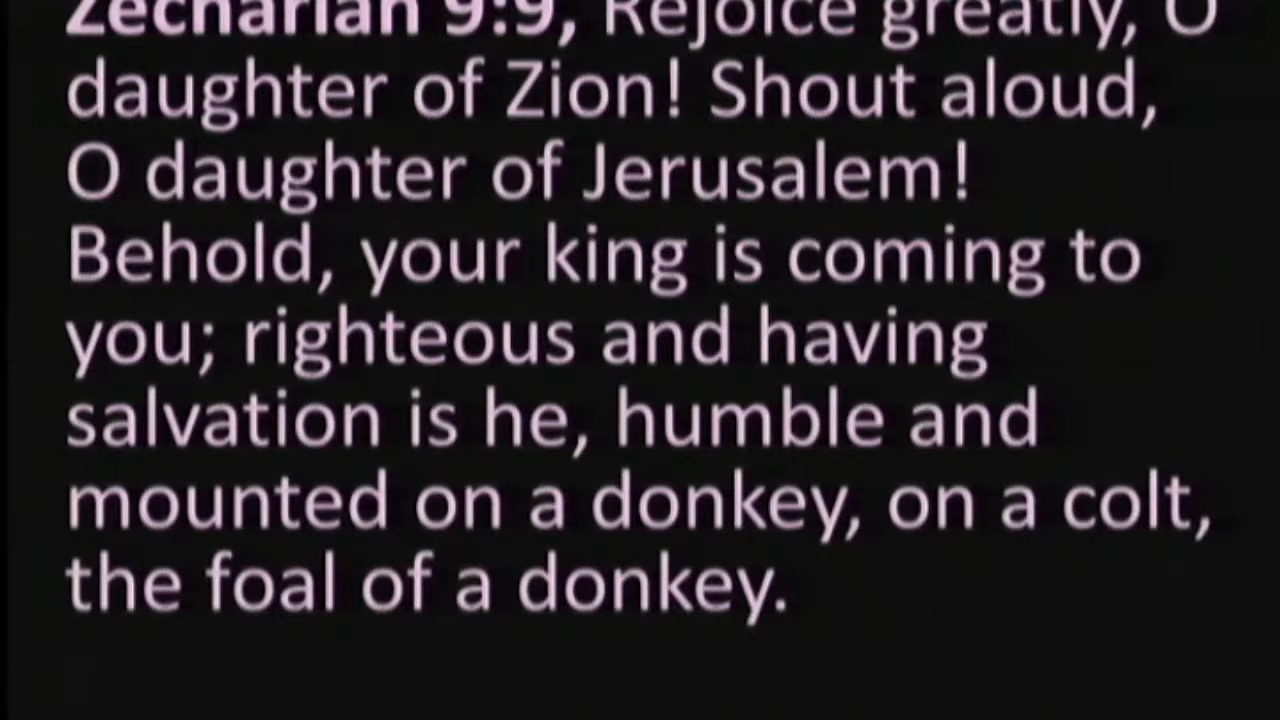 Zechariah 9:9, Rejoice greatly, O
daughter of Zion! Shout aloud,
O daughter of Jerusalem!
Behold, your king is coming to
you; righteous and having
salvation is he, humble and
mounted on a donkey, on a colt,
the foal of a donkey.